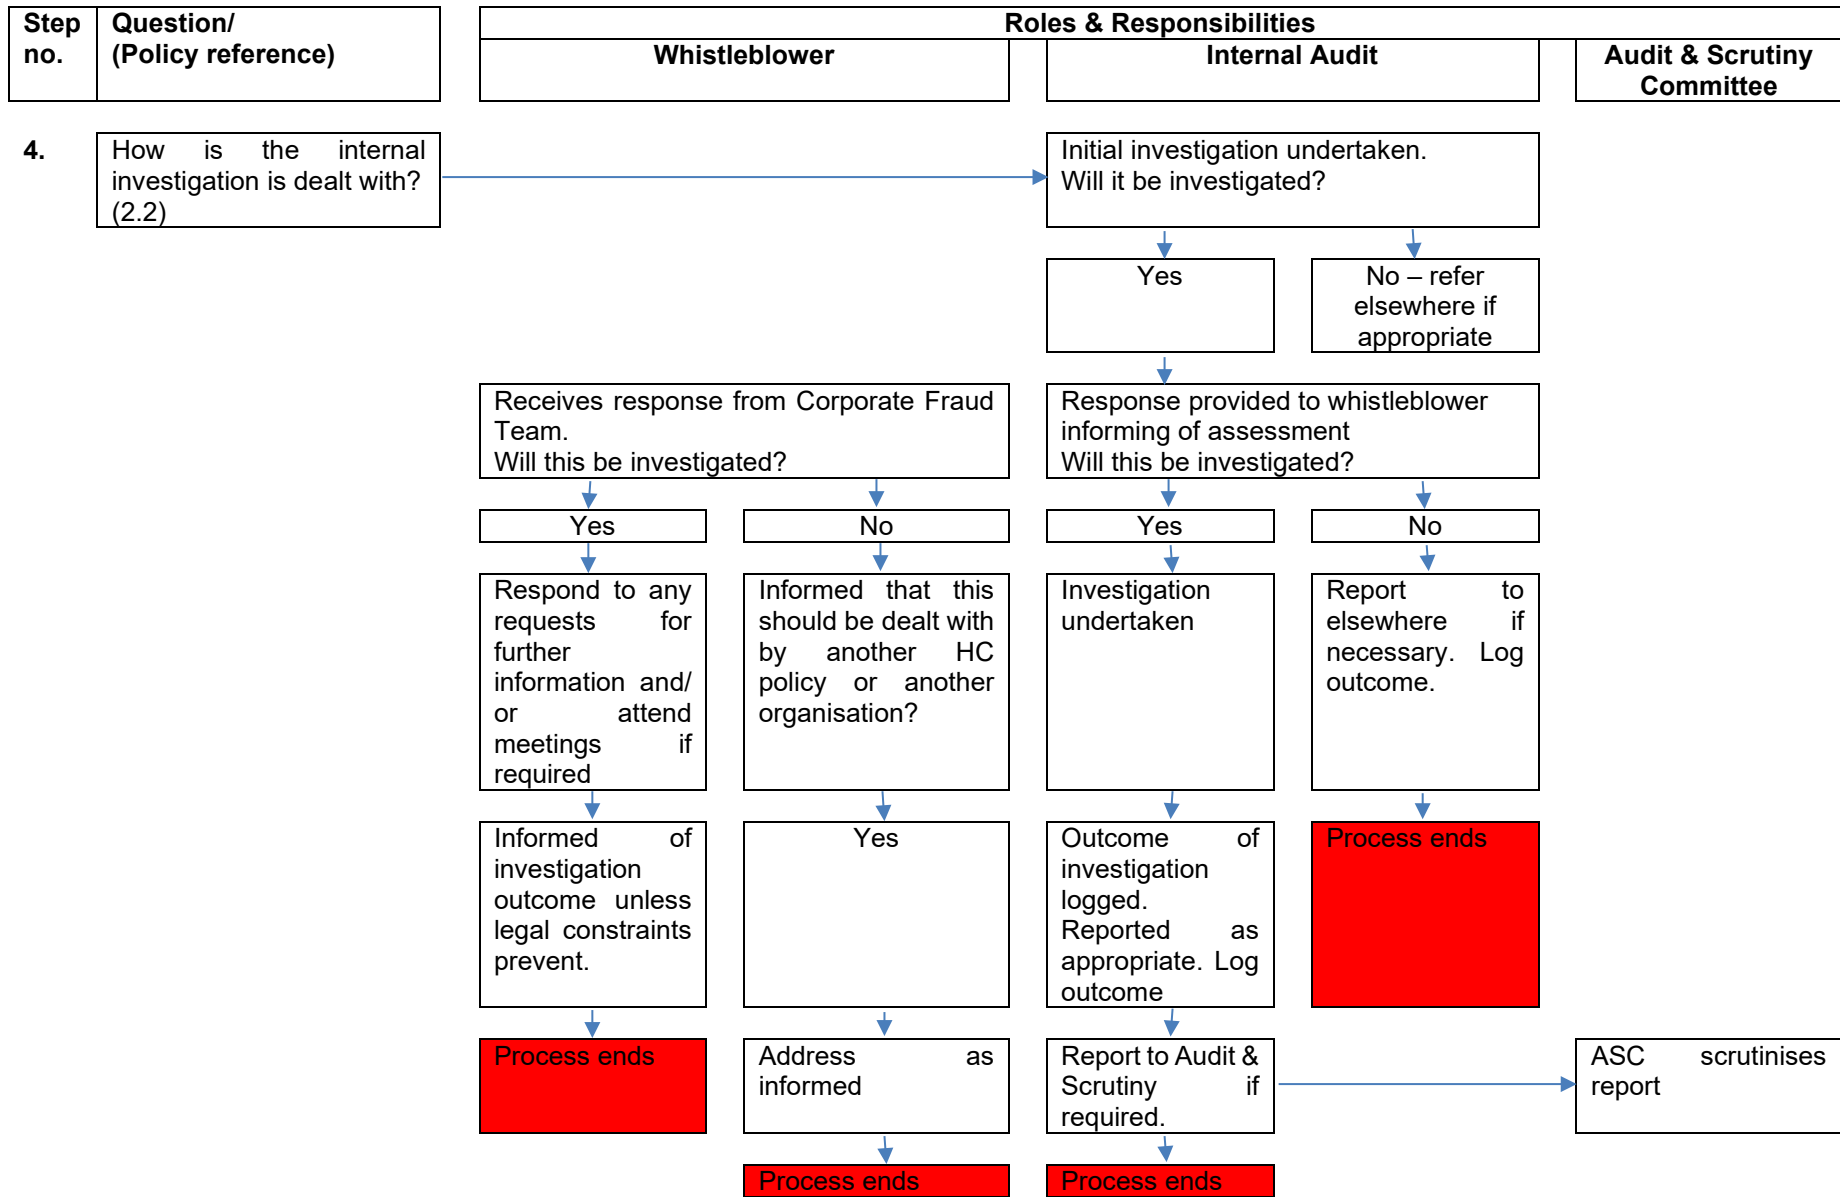 Step no.
Question/ (Policy reference)
Roles & Responsibilities
Whistleblower
Internal Audit
Audit & Scrutiny
Committee
4.
How is the internal
investigation is dealt with?
(2.2)
Initial investigation undertaken.
Will it be investigated?
Yes
No – refer
elsewhere if
appropriate
Receives response from Corporate Fraud
Team.
Will this be investigated?
Response provided to whistleblower
informing of assessment
Will this be investigated?
Yes
No
Yes
No
Respond to any
requests for
further
information and/
or attend
meetings if
required
Informed that this
should be dealt with
by another HC
policy or another
organisation?
Investigation
undertaken
Report to
elsewhere if
necessary. Log
outcome.
Informed of
investigation
outcome unless
legal constraints
prevent.
Yes
Outcome of
investigation
logged.
Reported as
appropriate. Log
outcome
Process ends
Process ends
Address as
informed
Report to Audit &
Scrutiny if
required.
ASC scrutinises
report
Process ends
Process ends